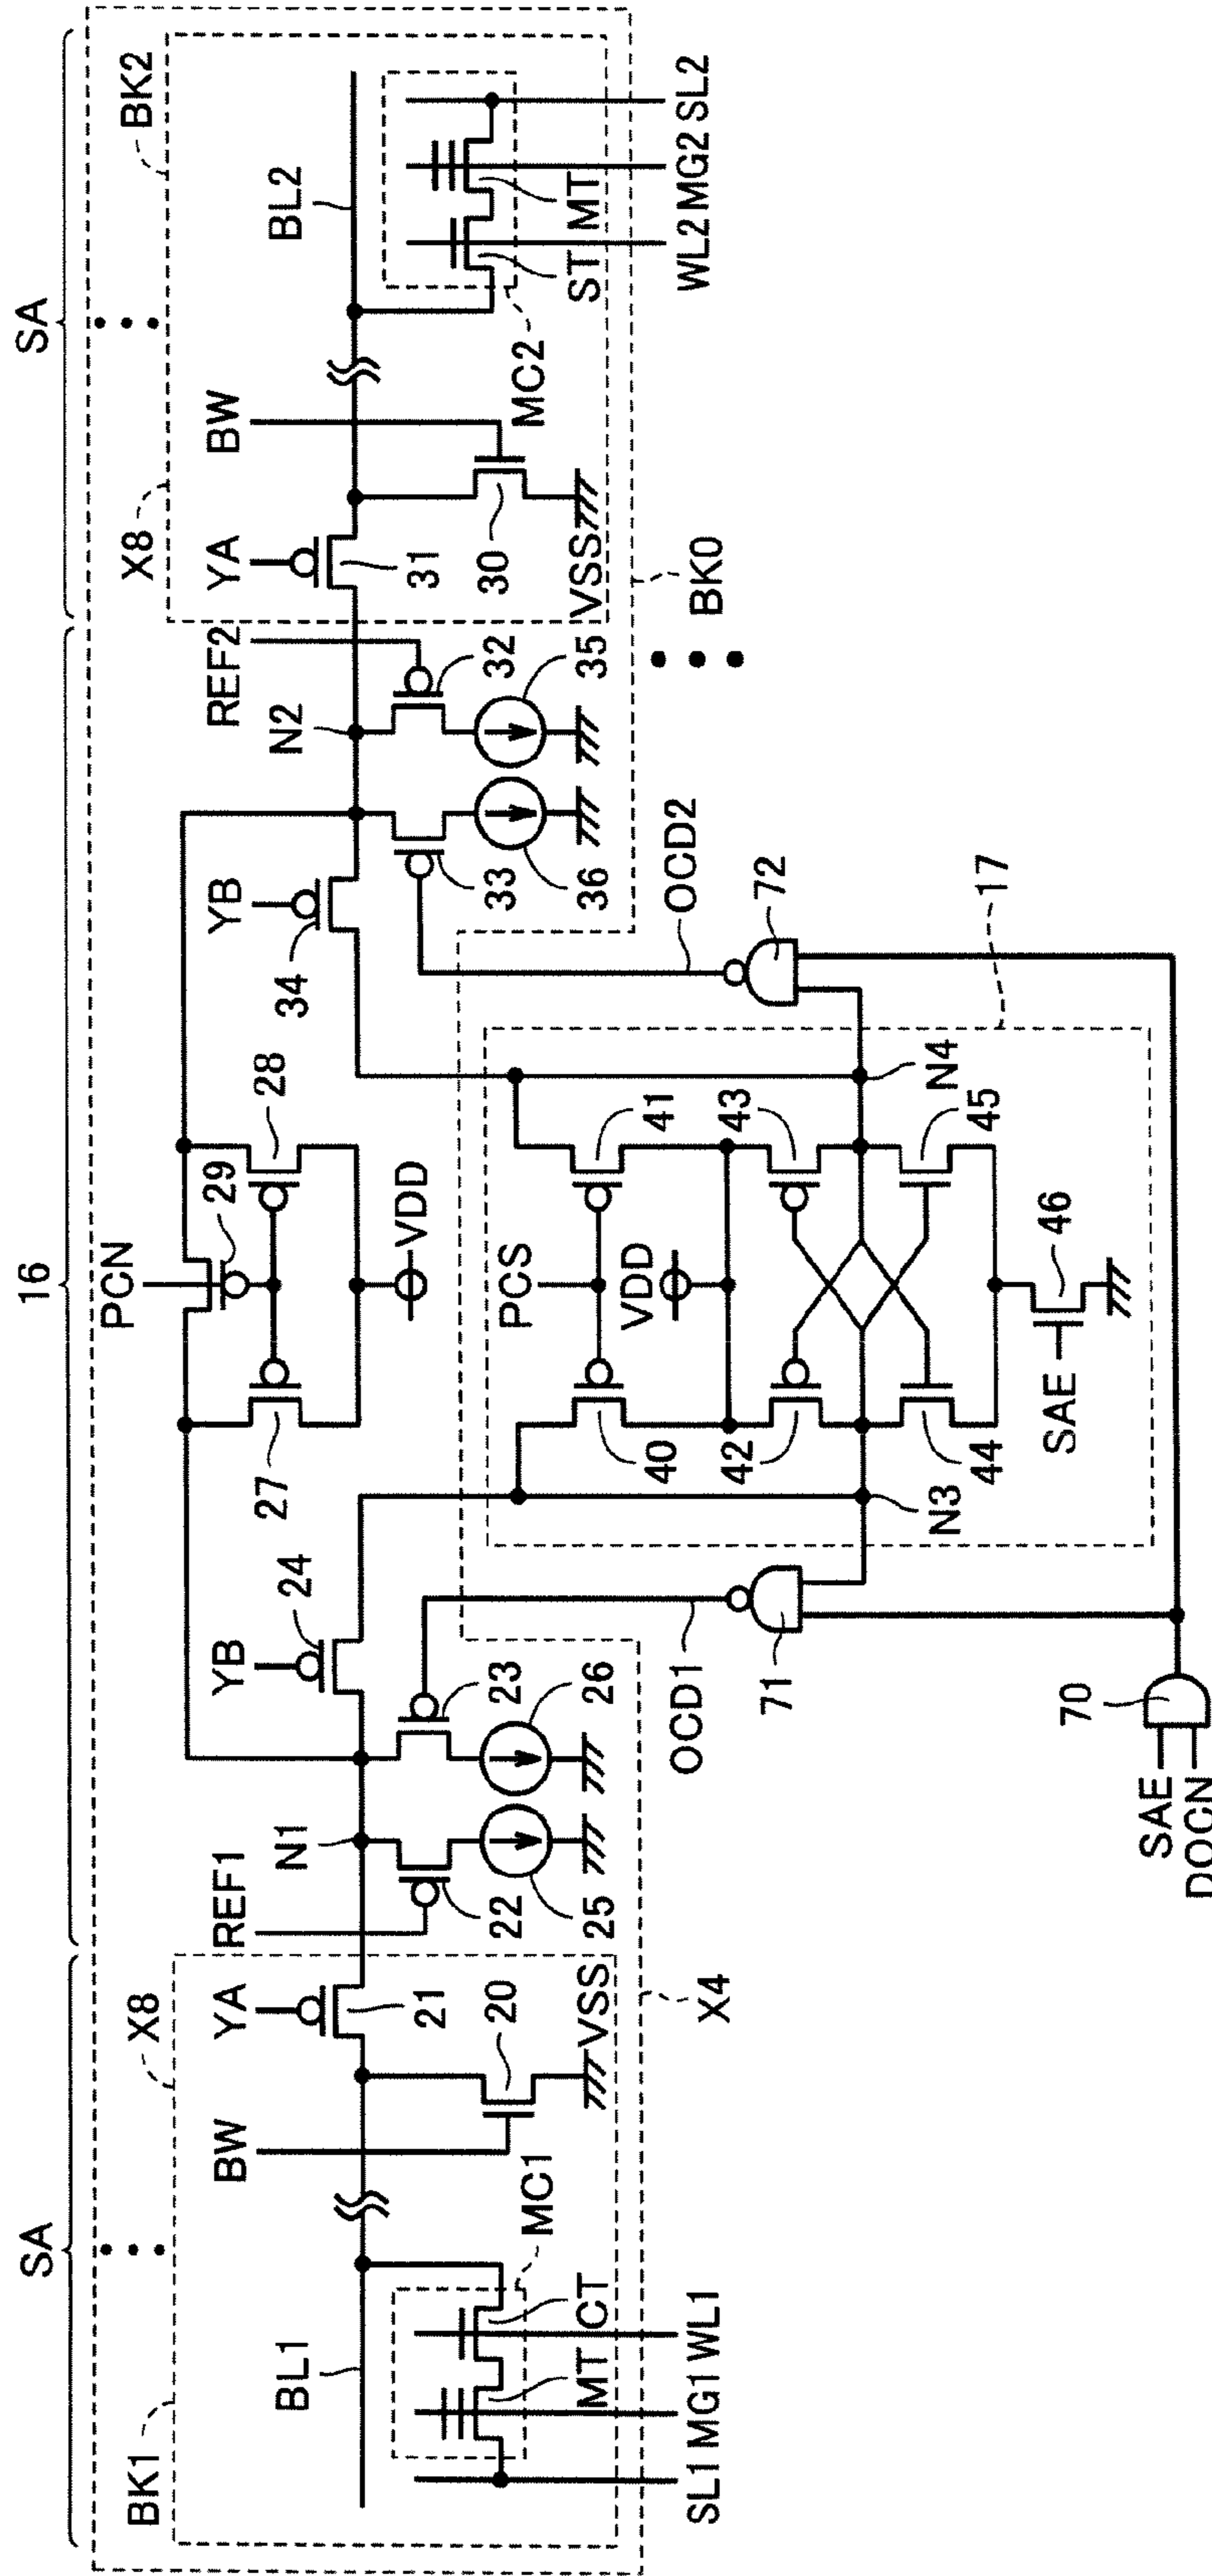 SA
16
SA
BK1
X8
BK2
X8
PCN
BW
YA
REF1
YB
YB
REF2
YA
BW
BL1
N1
24
27
29
28
34
N2
BL2
VDD
21
31
MT
CT
20
22
23
33
32
30
ST
MT
25
26
36
35
VSS
VSS
MC1
MC2
SL1
MG1
WL1
X4
OCD1
OCD2
BK0
WL2
MG2
SL2
PCS
40
41
VDD
71
42
43
72
N3
N4
44
45
17
SAE
46
70
SAE
DOCN